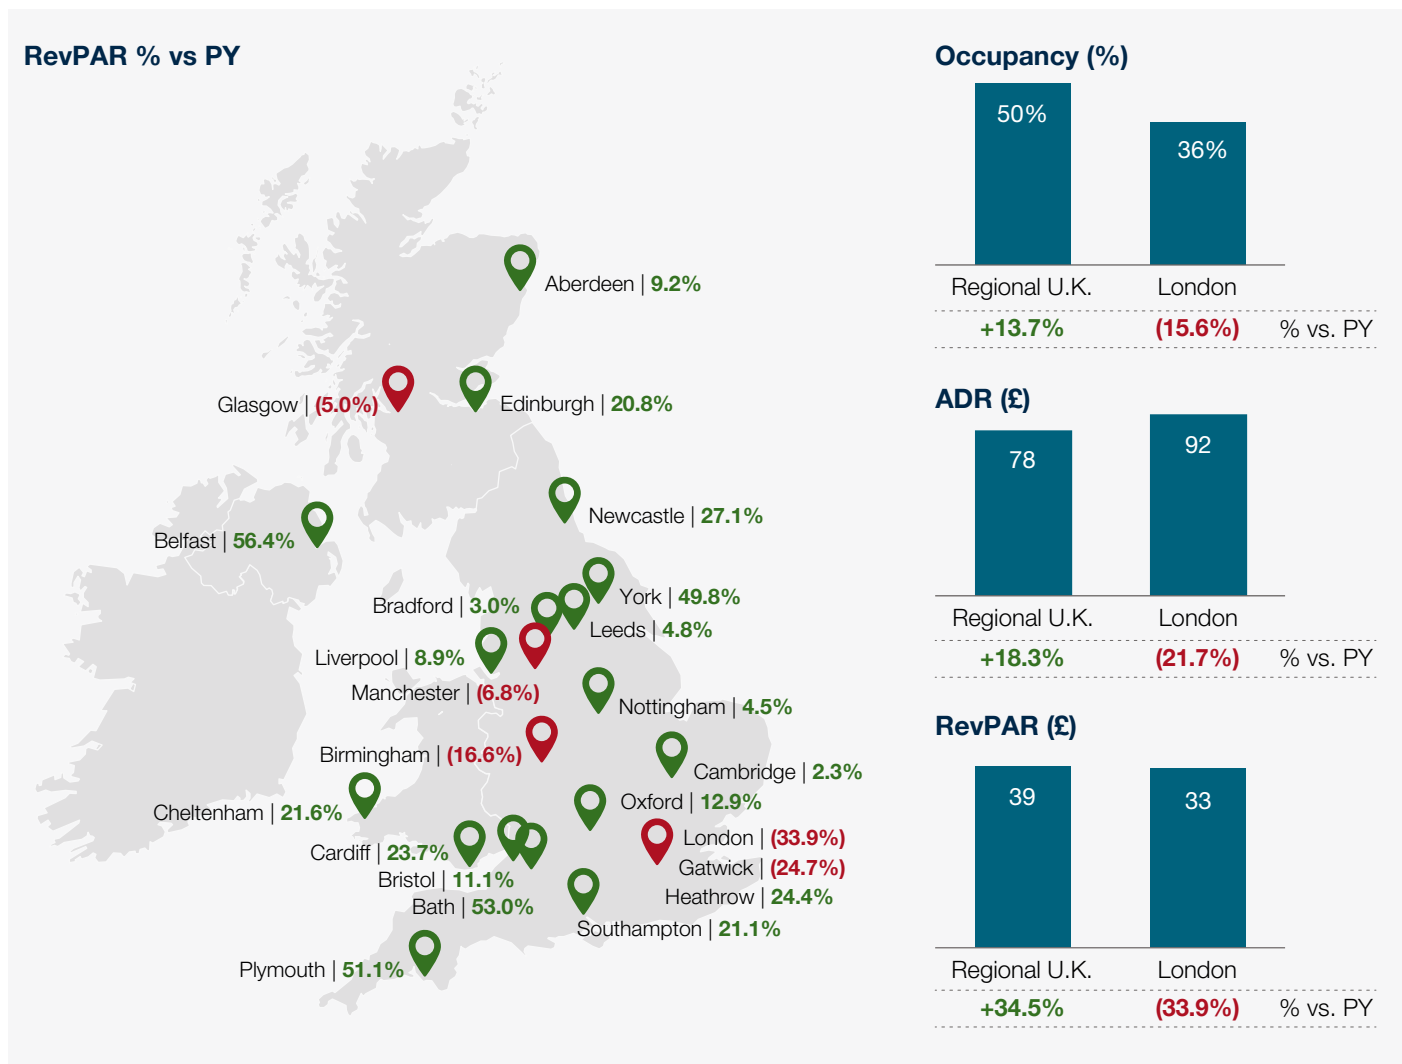 RevPAR % vs PY
Aberdeen | 9.2%
Glasgow | (5.0%)
Edinburgh | 20.8%
Newcastle | 27.1%
Belfast | 56.4%
York | 49.8%
Bradford | 3.0%
Leeds | 4.8%
Liverpool | 8.9%
Manchester | (6.8%)
Nottingham | 4.5%
Birmingham | (16.6%)
Cambridge | 2.3%
Oxford | 12.9%
Cheltenham | 21.6%
London | (33.9%)
Cardiff | 23.7%
Gatwick | (24.7%)
Bristol | 11.1%
Heathrow | 24.4%
Bath | 53.0%
Southampton | 21.1%
Plymouth | 51.1%
Occupancy (%)
50% 36%
Regional U.K. London
+13.7% (15.6%) % vs. PY
ADR (£)
78 92
Regional U.K. London
+18.3% (21.7%) % vs. PY
RevPAR (£)
39 33
Regional U.K. London
+34.5% (33.9%) % vs. PY